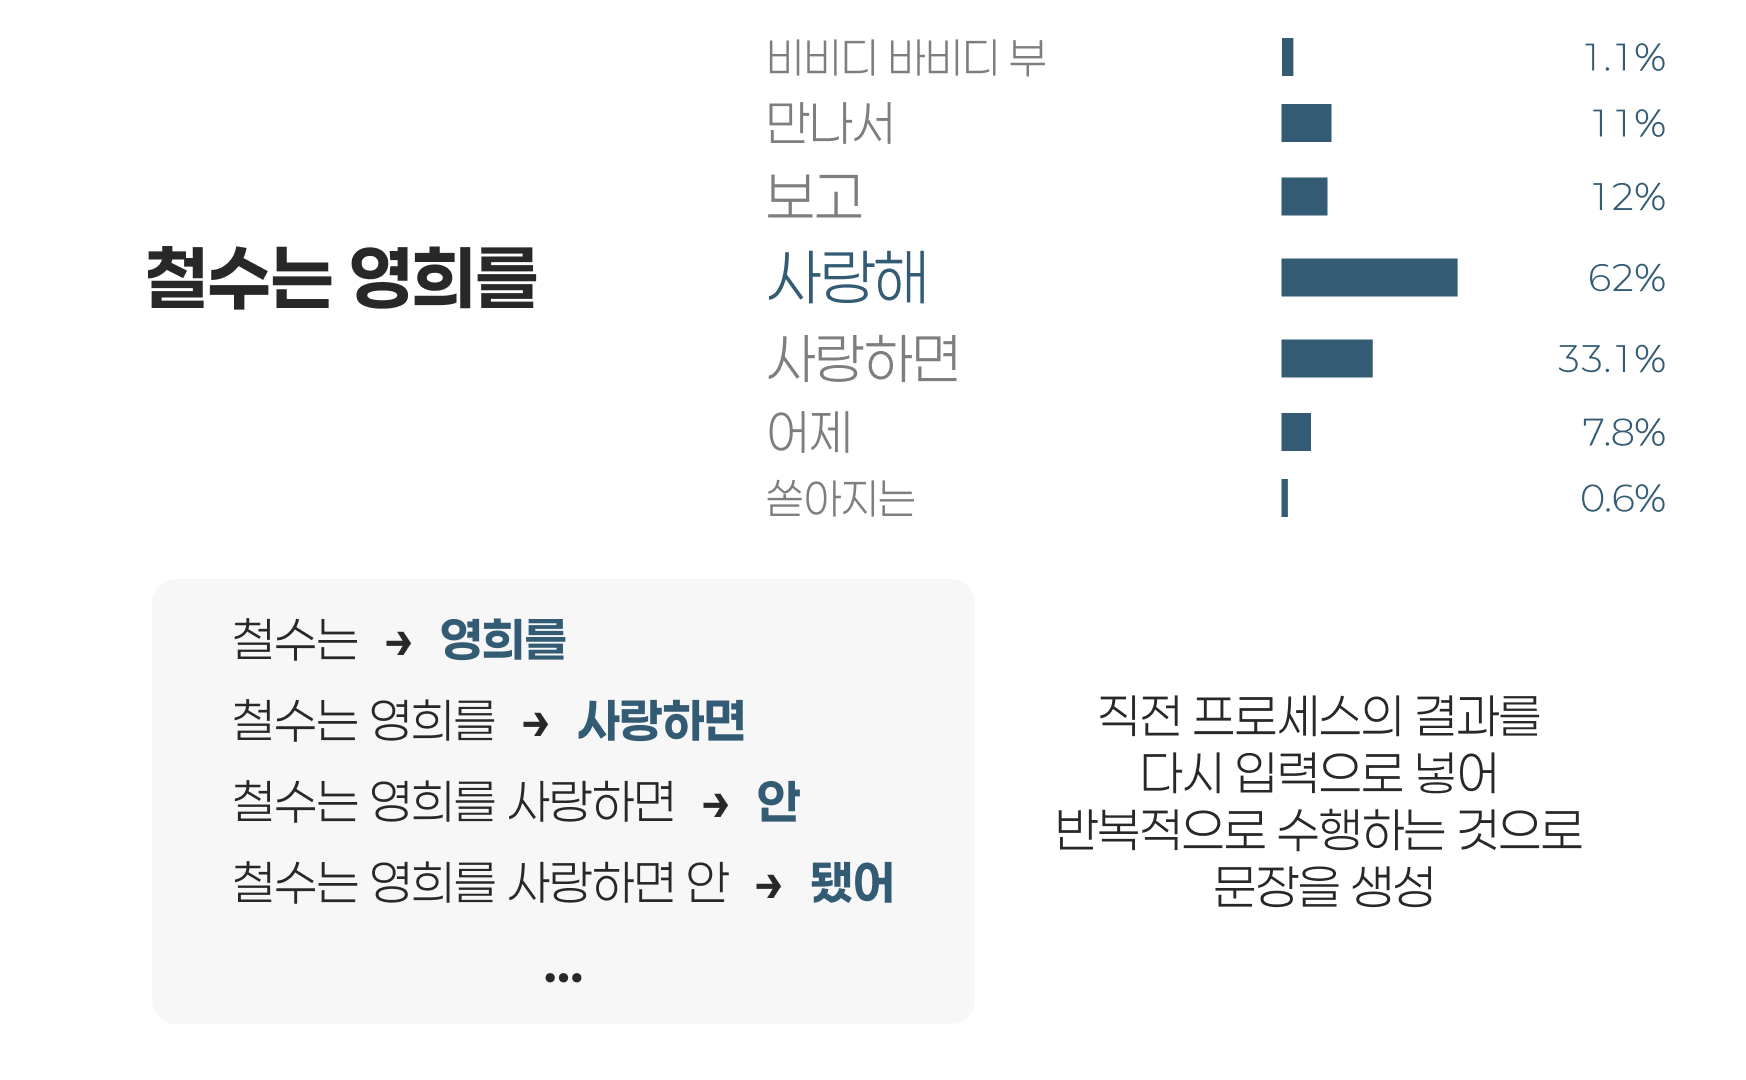 비비디 바비디 부 1.1%
만나서 11%
보고 12%
철수는 영희를
사랑해 62%
사랑하면 33.1%
어제 7.8%
쏟아지는 0.6%
철수는 → 영희를
철수는 영희를 → 사랑하면
철수는 영희를 사랑하면 → 안
철수는 영희를 사랑하면 안 → 됐어
...
직전 프로세스의 결과를
다시 입력으로 넣어
반복적으로 수행하는 것으로
문장을 생성